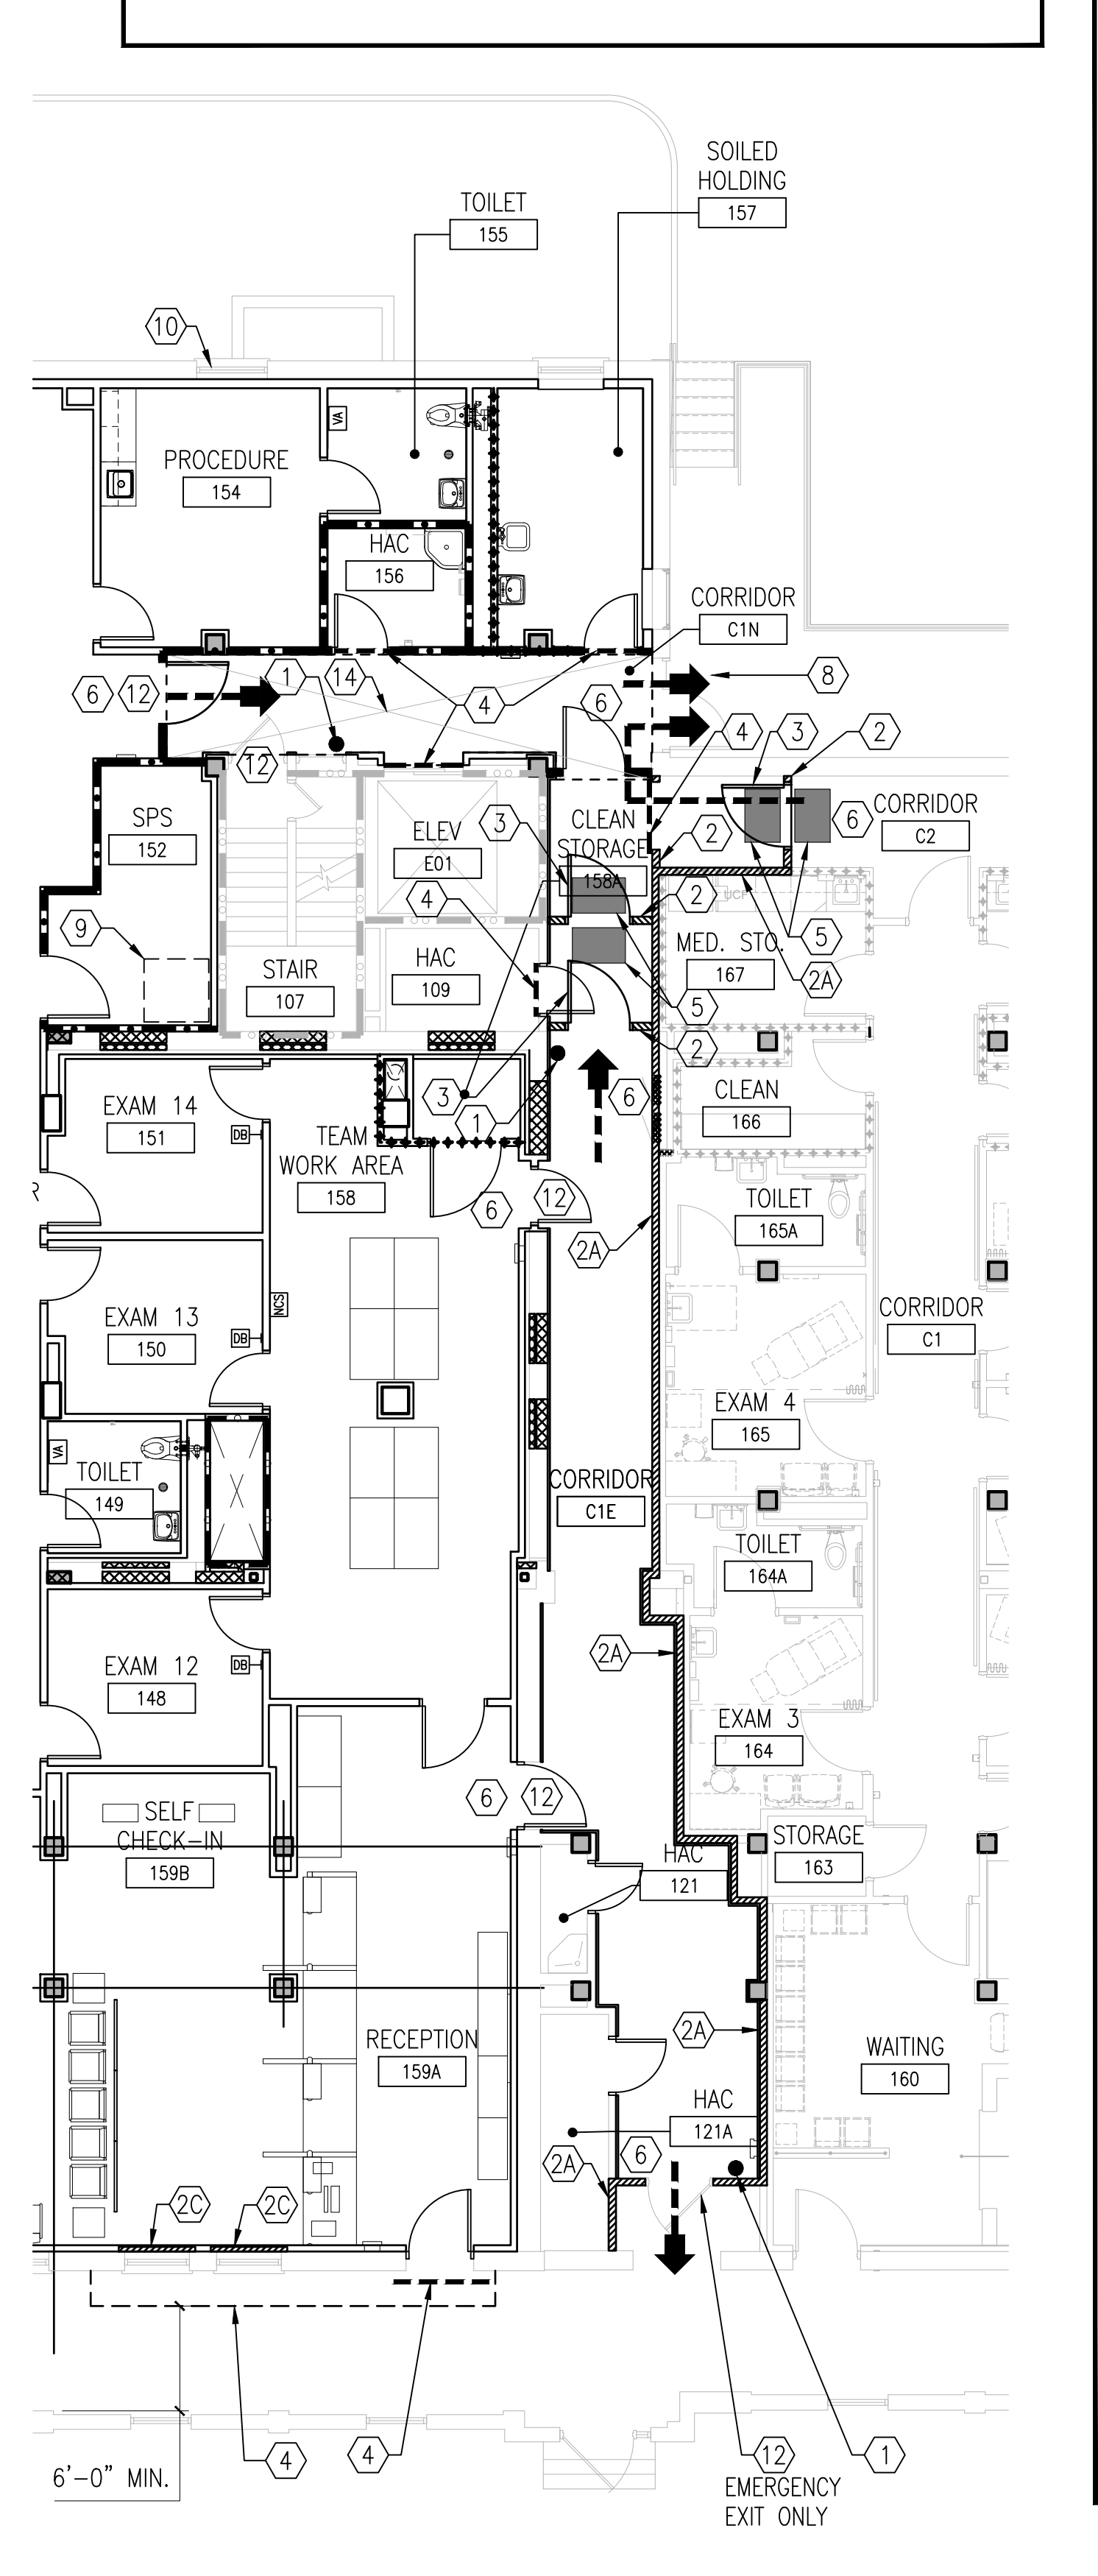 SOILED
HOLDING
157
TOILET
155
10
PROCEDURE
154
VA
HAC
156
CORRIDOR
C1N
6
12
1
14
4
6
8
4
3
2
12
SPS
152
ELEV
E01
3
CLEAN
STORAGE
158A
2
6
CORRIDOR
C2
4
2
UCF
9
STAIR
107
HAC
109
MED. STO.
167
5
2A
5
2
EXAM 14
151
DB
3
1
6
CLEAN
166
TEAM
WORK AREA
158
R
6
12
2A
TOILET
165A
EXAM 13
150
DB
NCS
CORRIDOR
C1
EXAM 4
165
VA
TOILET
149
CORRIDOR
C1E
TOILET
164A
EXAM 12
148
DB
2A
EXAM 3
164
6
12
SELF
CHECK-IN
159B
HAC
121
STORAGE
163
RECEPTION
159A
2A
WAITING
160
HAC
121A
2A
6
2C
2C
4
4
12
1
6'-0" MIN.
EMERGENCY
EXIT ONLY